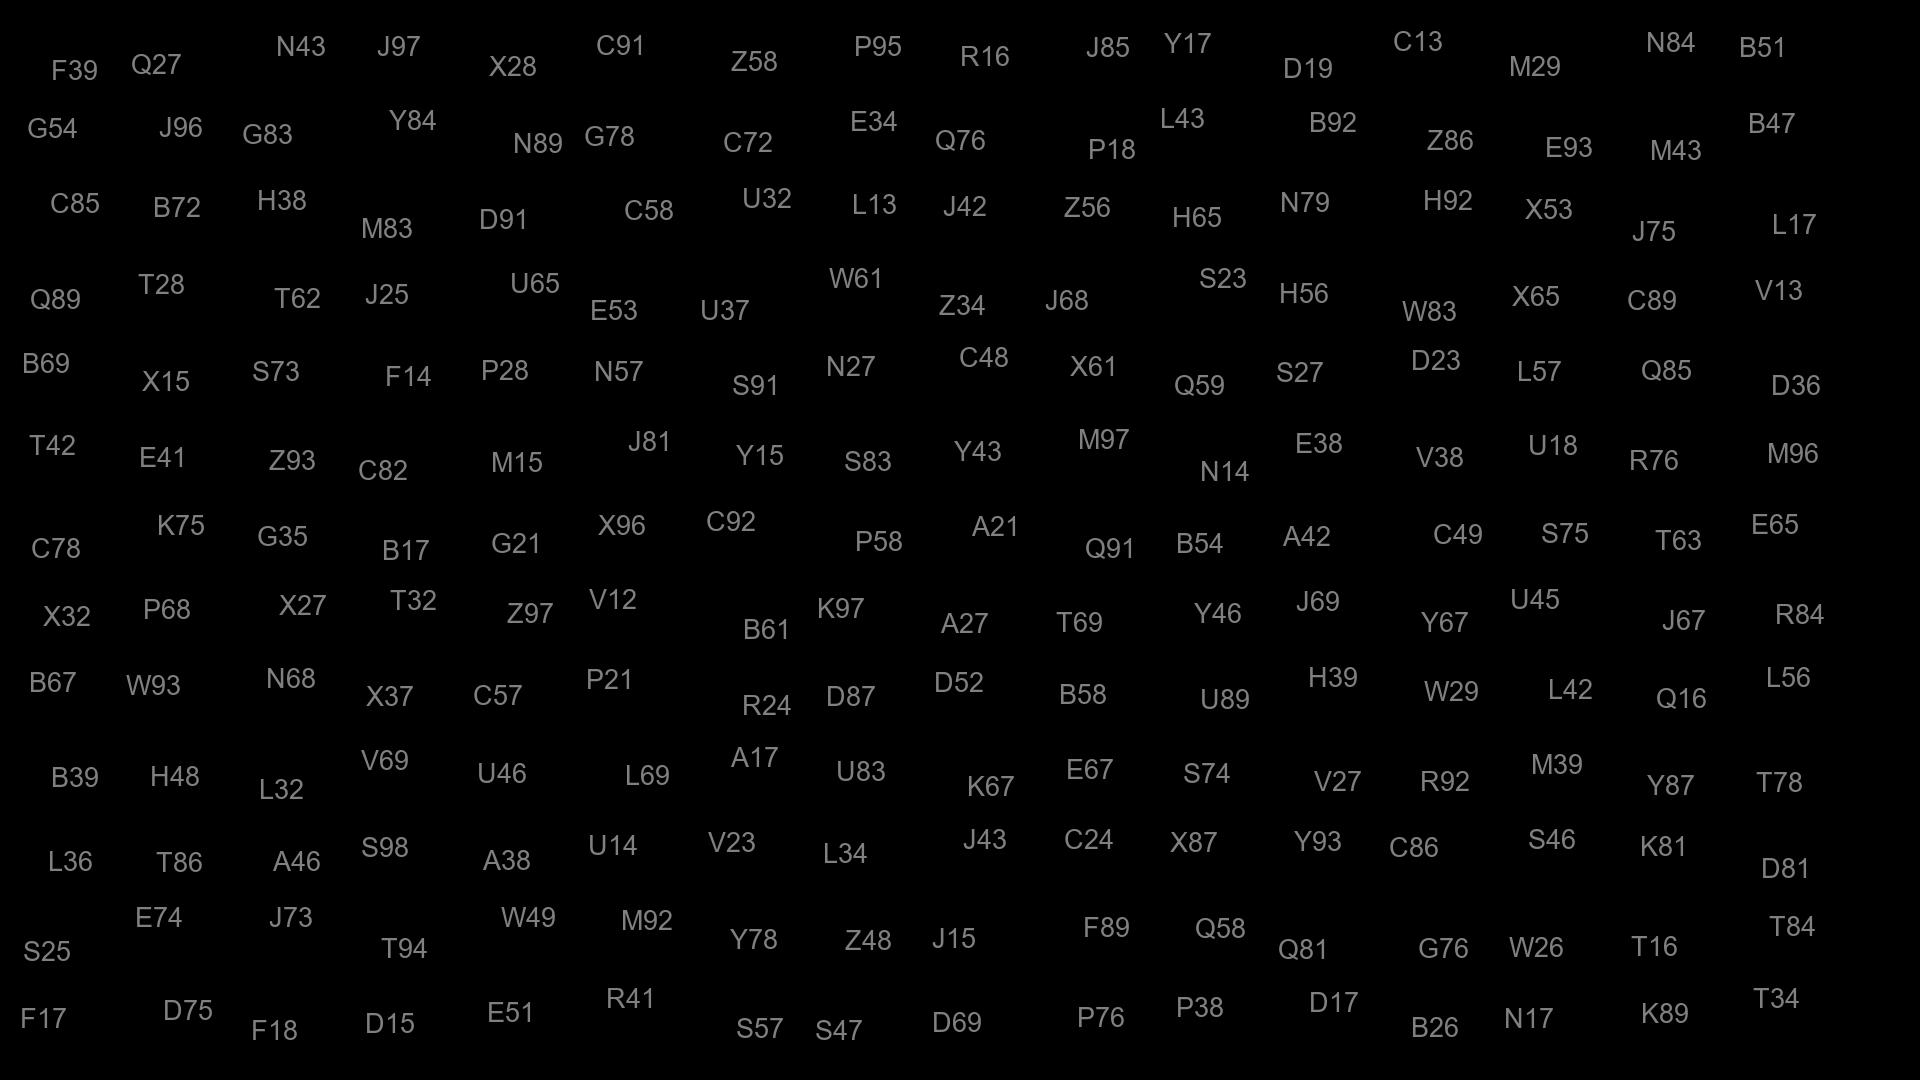 F39 Q27 N43 J97 X28 C91 Z58 P95 R16 J85 Y17 D19 C13 M29 N84 B51
G54 J96 G83 Y84 N89 G78 C72 E34 Q76 P18 L43 B92 Z86 E93 M43 B47
C85 B72 H38 M83 D91 C58 U32 L13 J42 Z56 H65 N79 H92 X53 J75 L17
Q89 T28 T62 J25 U65 E53 U37 W61 Z34 J68 S23 H56 W83 X65 C89 V13
B69 X15 S73 F14 P28 N57 S91 N27 C48 X61 Q59 S27 D23 L57 Q85 D36
T42 E41 Z93 C82 M15 J81 Y15 S83 Y43 M97 N14 E38 V38 U18 R76 M96
C78 K75 G35 B17 G21 X96 C92 P58 A21 Q91 B54 A42 C49 S75 T63 E65
X32 P68 X27 T32 Z97 V12 B61 K97 A27 T69 Y46 J69 Y67 U45 J67 R84
B67 W93 N68 X37 C57 P21 R24 D87 D52 B58 U89 H39 W29 L42 Q16 L56
B39 H48 L32 V69 U46 L69 A17 U83 K67 E67 S74 V27 R92 M39 Y87 T78
L36 T86 A46 S98 A38 U14 V23 L34 J43 C24 X87 Y93 C86 S46 K81 D81
S25 E74 J73 T94 W49 M92 Y78 Z48 J15 F89 Q58 Q81 G76 W26 T16 T84
F17 D75 F18 D15 E51 R41 S57 S47 D69 P76 P38 D17 B26 N17 K89 T34